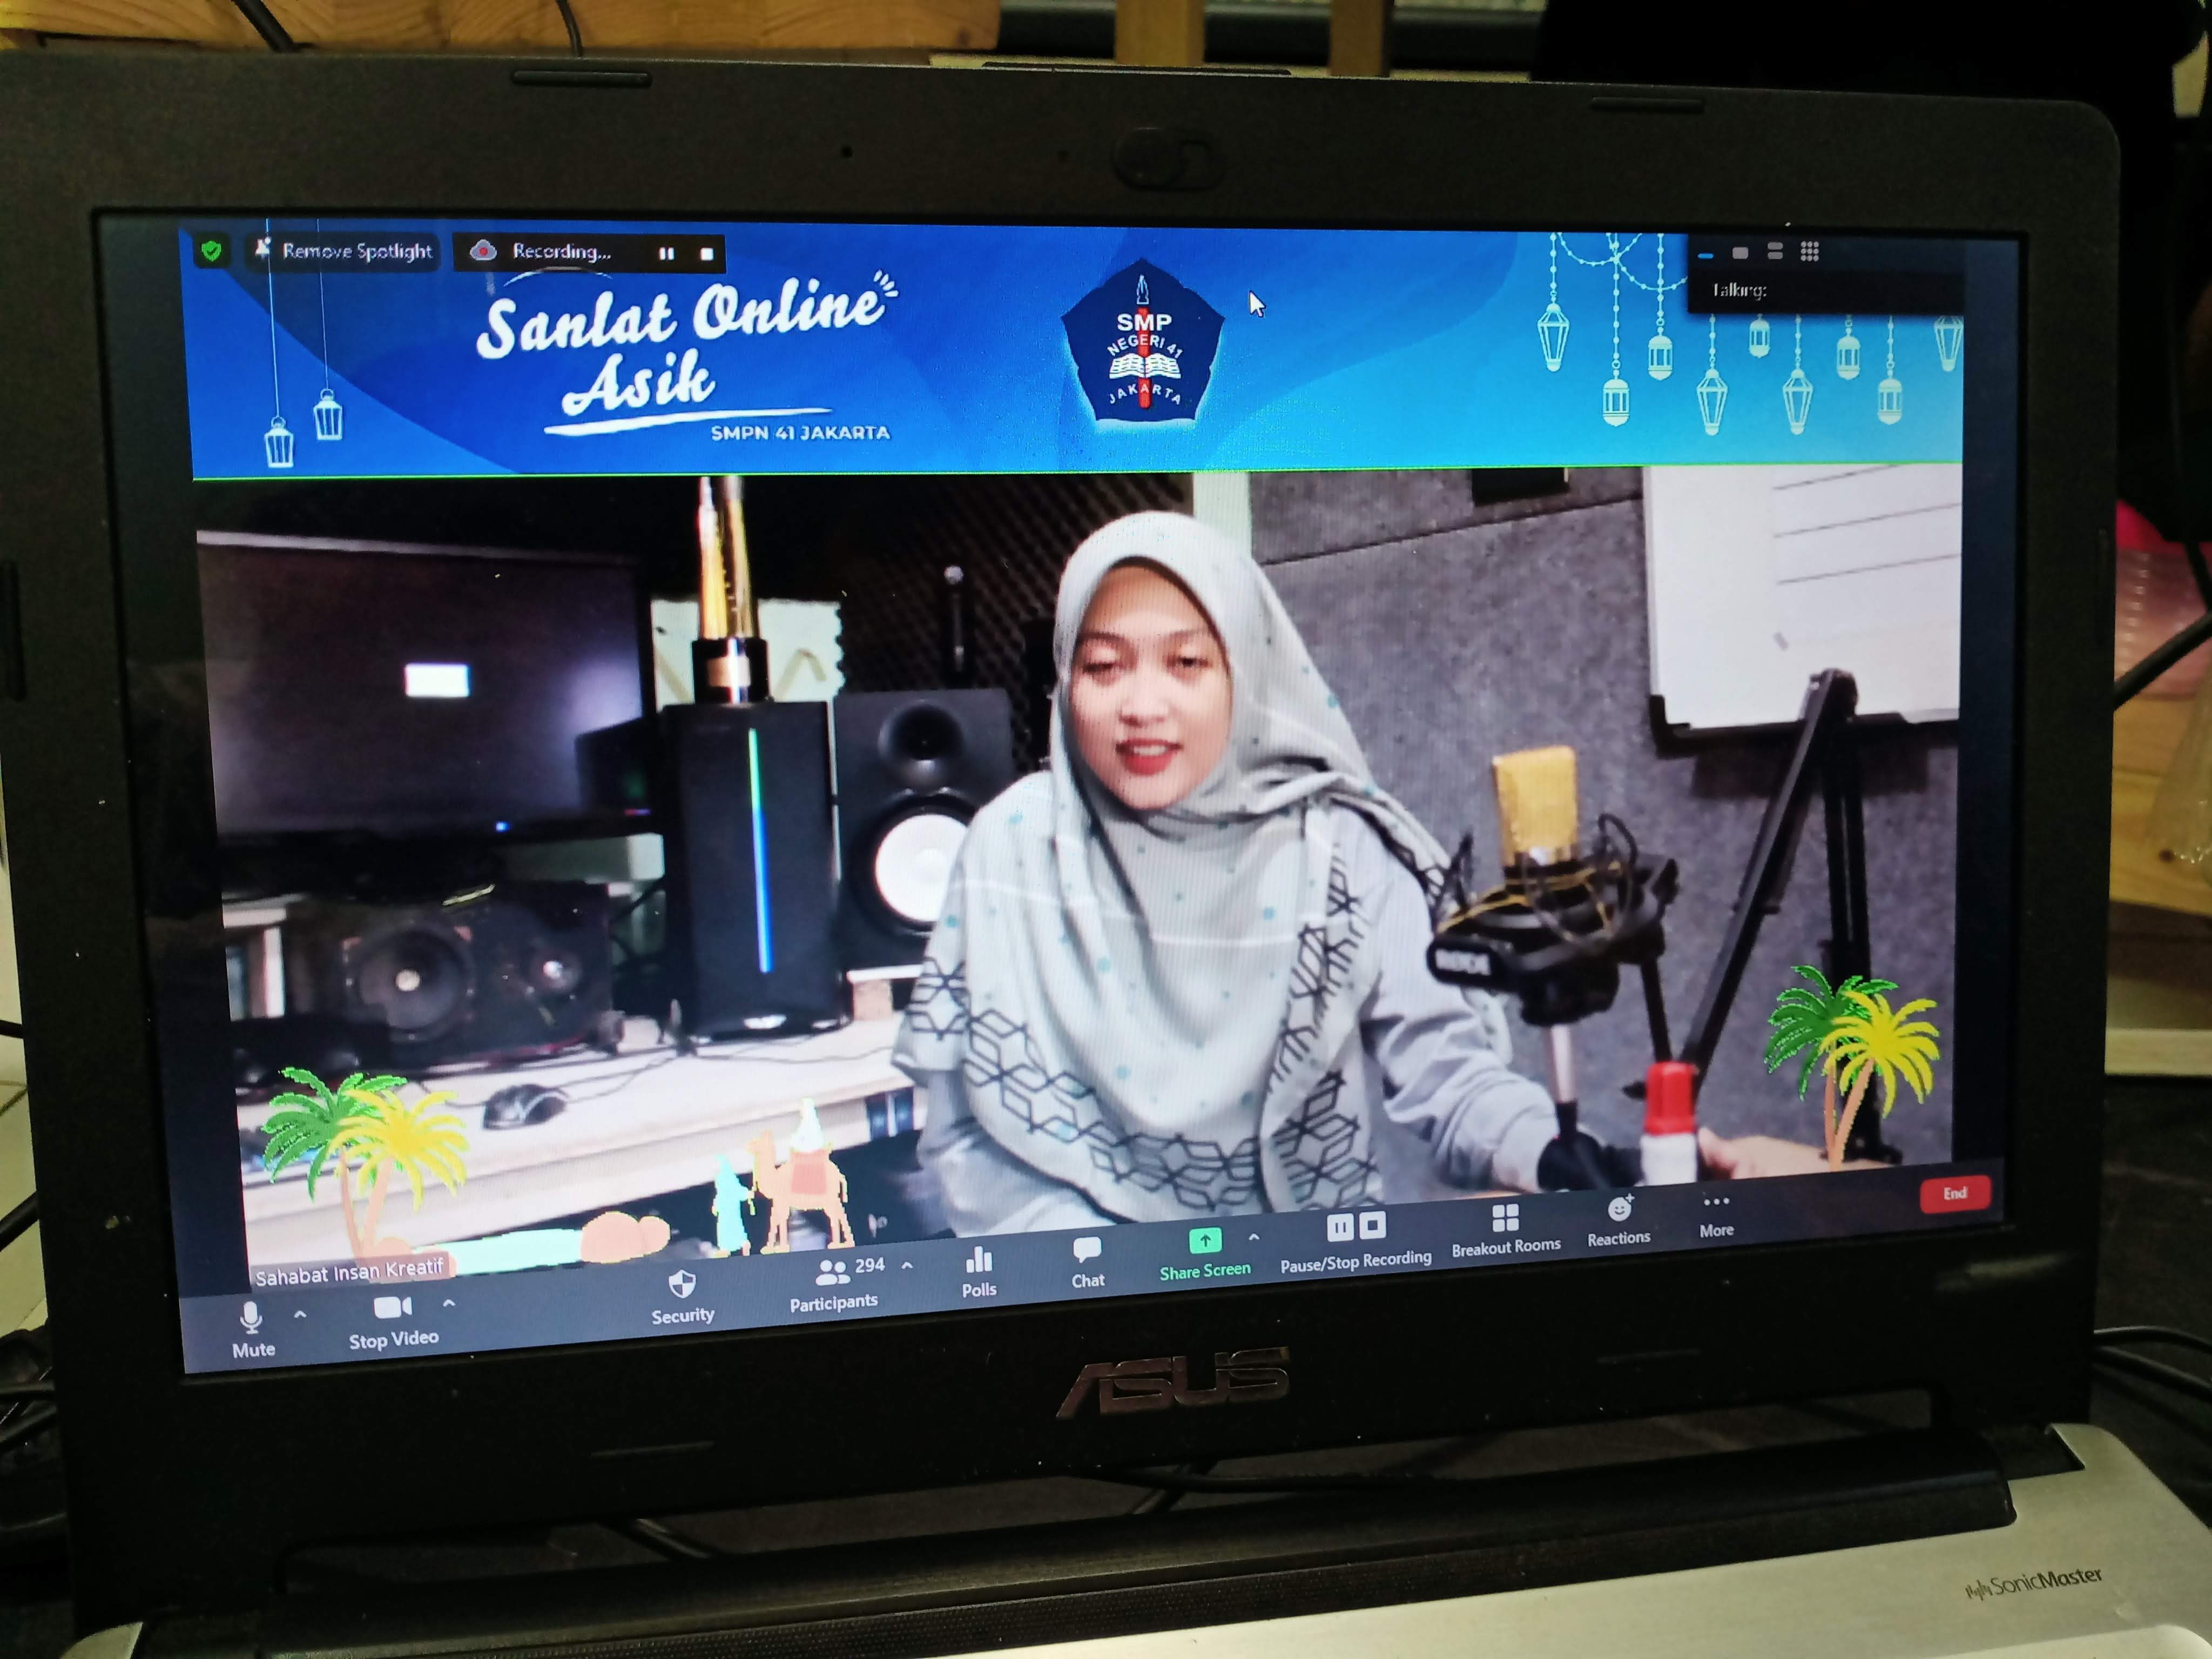 Remove Spotlight
Recording...
Talking:
Sanlat Online
Asik
SMPN 41 JAKARTA
SMP
NEGERI 41
JAKARTA
RODE
Sahabat Insan Kreatif
Mute
Stop Video
Security
294
Participants
Polls
Chat
Share Screen
Pause/Stop Recording
Breakout Rooms
Reactions
More
End
ASUS
SonicMaster